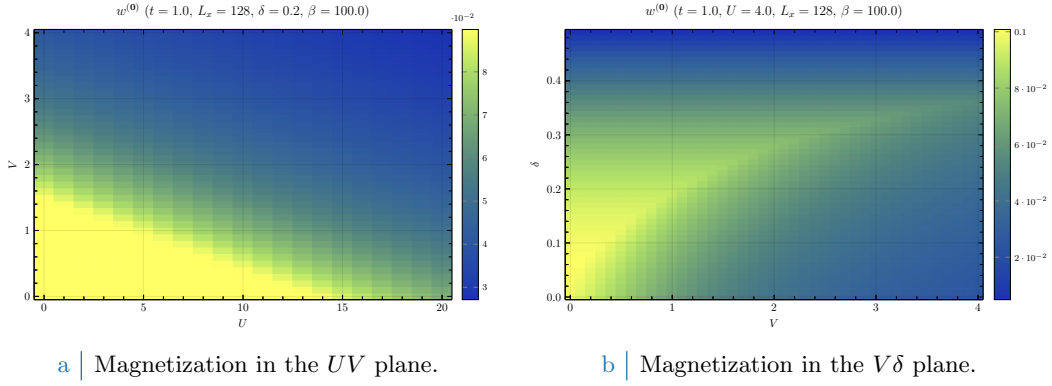 w^(0) (t = 1.0, L_x = 128, δ = 0.2, β = 100.0)
·10^−2
V
4
3
2
1
0
0 5 10 15 20
U
8
7
6
5
4
3
a | Magnetization in the UV plane.
w^(0) (t = 1.0, U = 4.0, L_x = 128, β = 100.0)
δ
0.4
0.3
0.2
0.1
0.0
0 1 2 3 4
V
0.1
8 · 10^−2
6 · 10^−2
4 · 10^−2
2 · 10^−2
b | Magnetization in the Vδ plane.